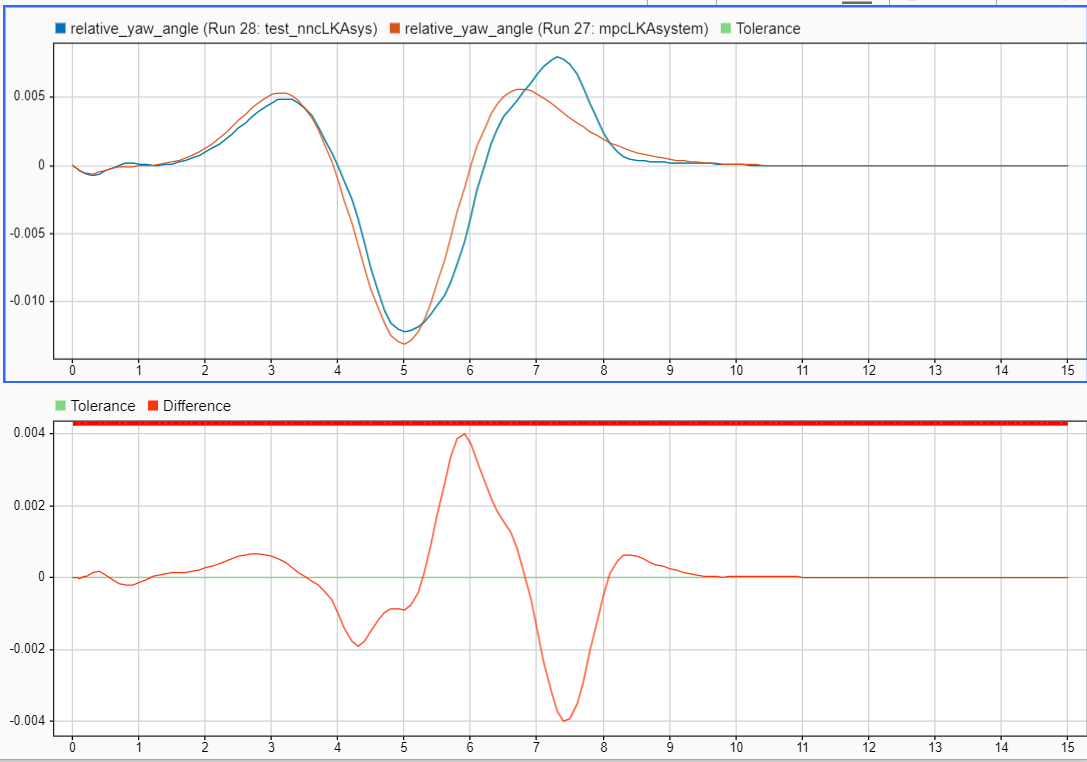 relative_yaw_angle (Run 28: test_nncLKAsys) relative_yaw_angle (Run 27: mpcLKAsystem) Tolerance
0.005
0
-0.005
-0.010
0 1 2 3 4 5 6 7 8 9 10 11 12 13 14 15
Tolerance Difference
0.004
0.002
0
-0.002
-0.004
0 1 2 3 4 5 6 7 8 9 10 11 12 13 14 15